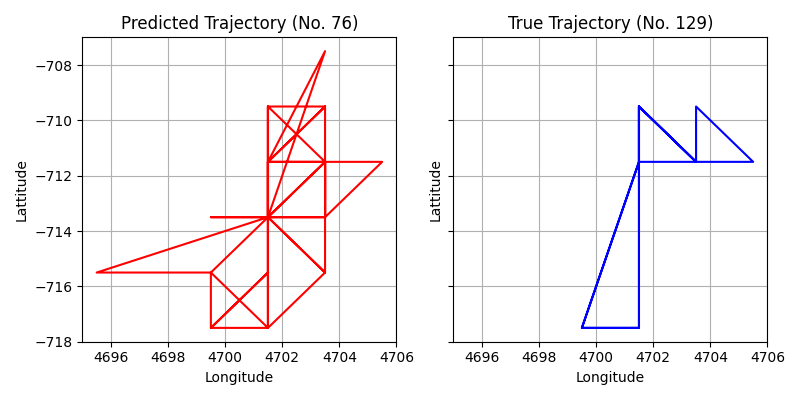 Predicted Trajectory (No. 76)
True Trajectory (No. 129)
−708
−710
−712
−714
−716
−718
Lattitude
Lattitude
4696 4698 4700 4702 4704 4706
4696 4698 4700 4702 4704 4706
Longitude
Longitude